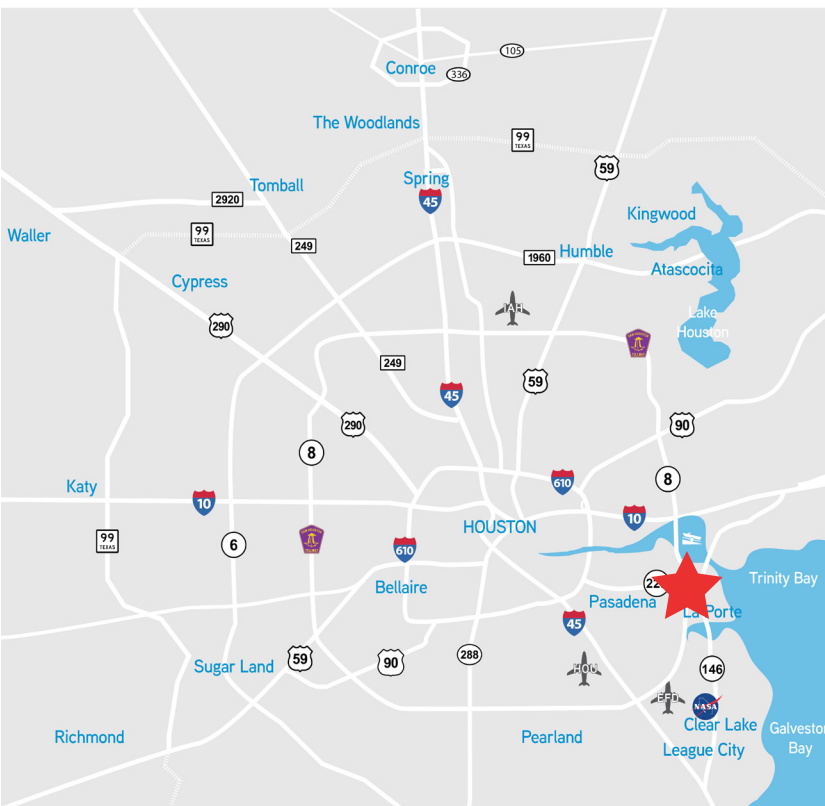 105
Conroe
336
The Woodlands
99
TEXAS
59
Spring
45
Tomball
2920
Kingwood
99
TEXAS
Waller
249
1960
Humble
Atascocita
Cypress
IAH
Lake
Houston
290
249
59
45
290
90
8
8
610
Katy
10
10
HOUSTON
99
TEXAS
6
610
Trinity Bay
Bellaire
22
Pasadena
La Porte
45
59
90
288
Sugar Land
HOU
146
EFD
NASA
Clear Lake
Richmond
Pearland
League City
Galveston
Bay